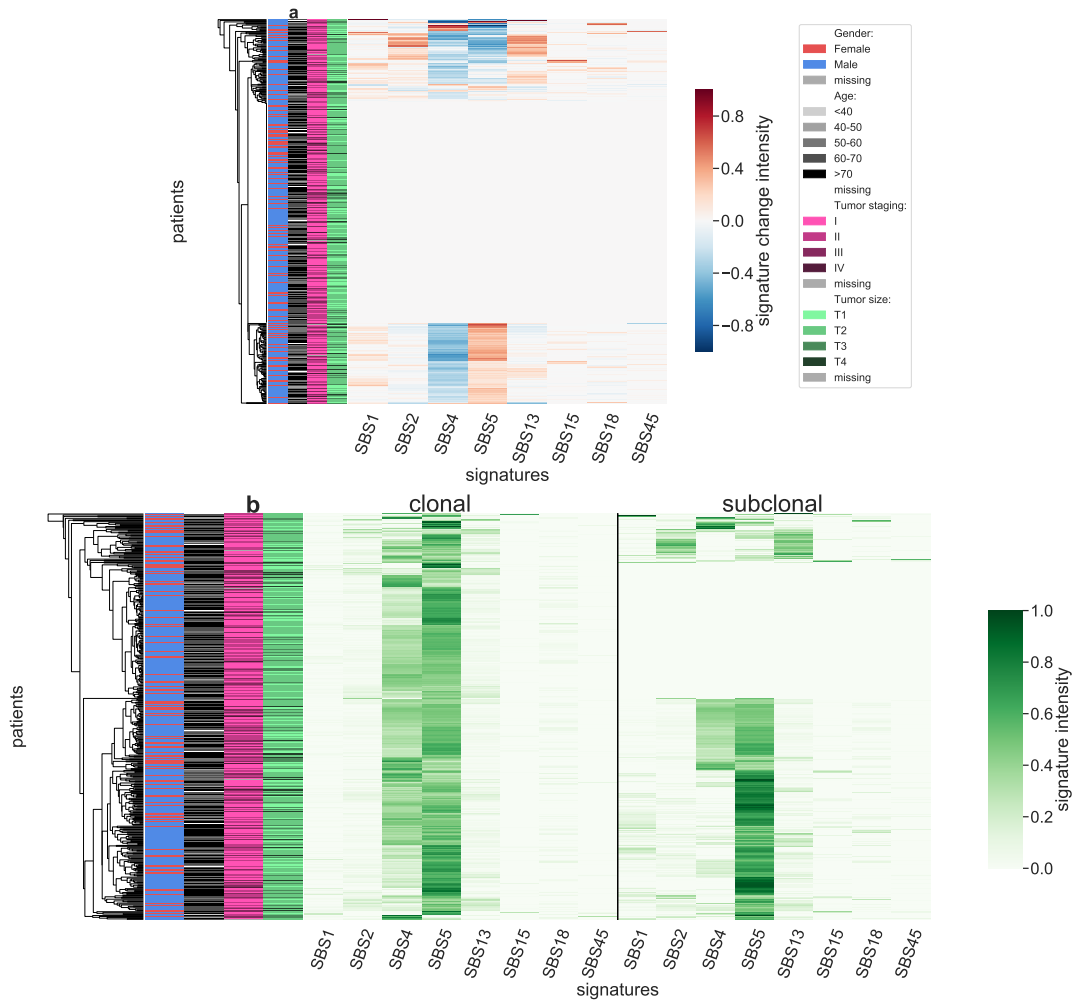 a
patients
SBS1
SBS2
SBS4
SBS5
SBS13
SBS15
SBS18
SBS45
signatures
0.8
0.4
0.0
−0.4
−0.8
signature change intensity
Gender:
Female
Male
missing
Age:
<40
40-50
50-60
60-70
>70
missing
Tumor staging:
I
II
III
IV
missing
Tumor size:
T1
T2
T3
T4
missing
b
clonal
subclonal
patients
SBS1
SBS2
SBS4
SBS5
SBS13
SBS15
SBS18
SBS45
SBS1
SBS2
SBS4
SBS5
SBS13
SBS15
SBS18
SBS45
signatures
1.0
0.8
0.6
0.4
0.2
0.0
signature intensity